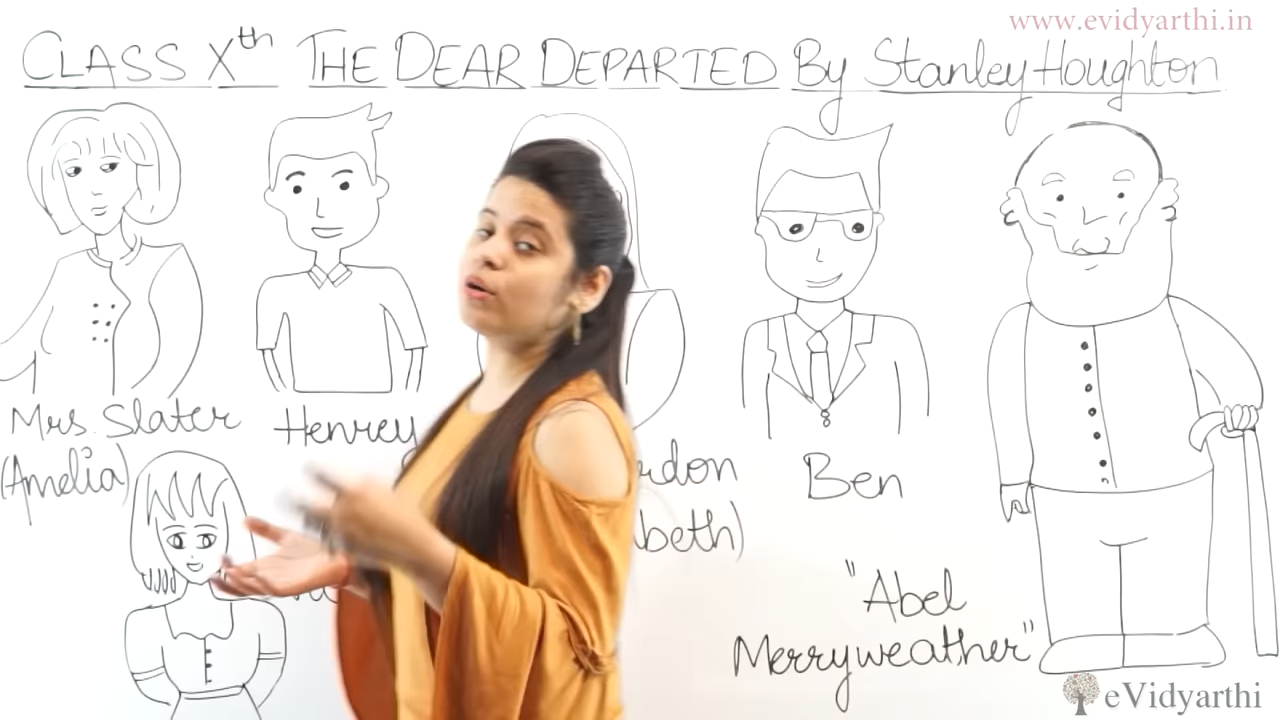 www.evidyarthi.in
CLASS Xth THE DEAR DEPARTED By Stanley Houghton
Mrs. Slater
(Amelia)
Henrey
Ben
"Abel
Merryweather"
eVidyarthi